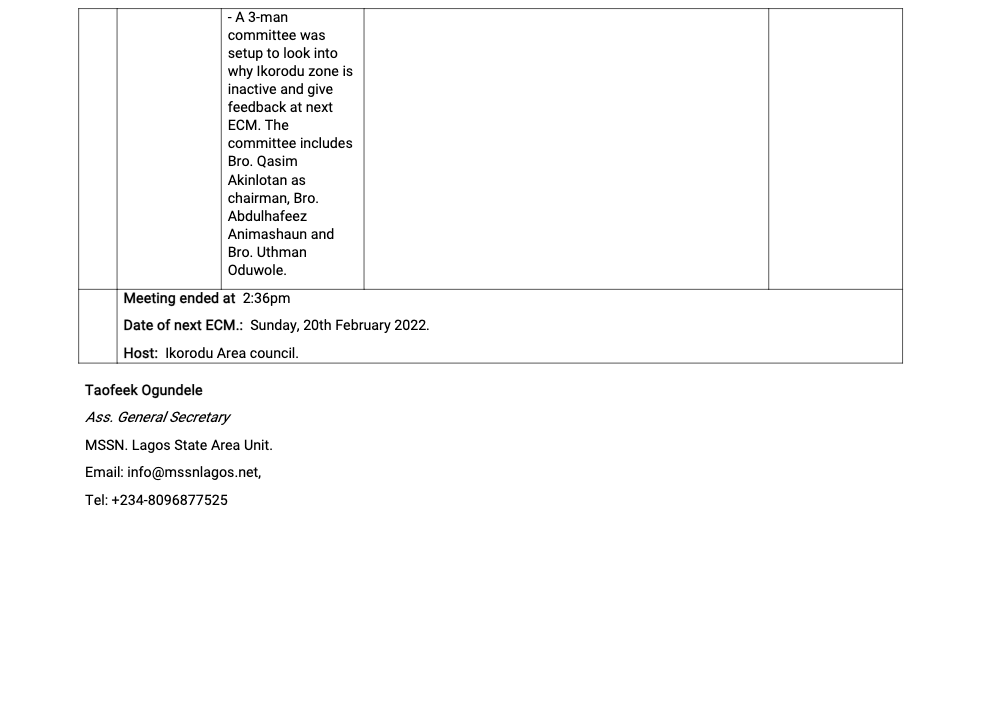 - A 3-man
committee was
setup to look into
why Ikorodu zone is
inactive and give
feedback at next
ECM. The
committee includes
Bro. Qasim
Akinlotan as
chairman, Bro.
Abdulhafeez
Animashaun and
Bro. Uthman
Oduwole.
Meeting ended at 2:36pm
Date of next ECM.: Sunday, 20th February 2022.
Host: Ikorodu Area council.
Taofeek Ogundele
Ass. General Secretary
MSSN. Lagos State Area Unit.
Email: info@mssnlagos.net,
Tel: +234-8096877525